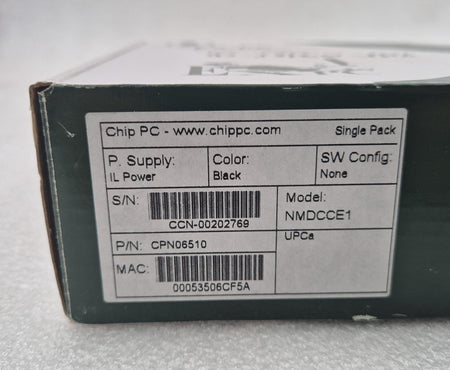 Chip PC - www.chippc.com
Single Pack
P. Supply:
IL Power
Color:
Black
SW Config:
None
S/N:
CCN-00202769
Model:
NMDCCE1
P/N: CPN06510
UPCa
MAC:
00053506CF5A